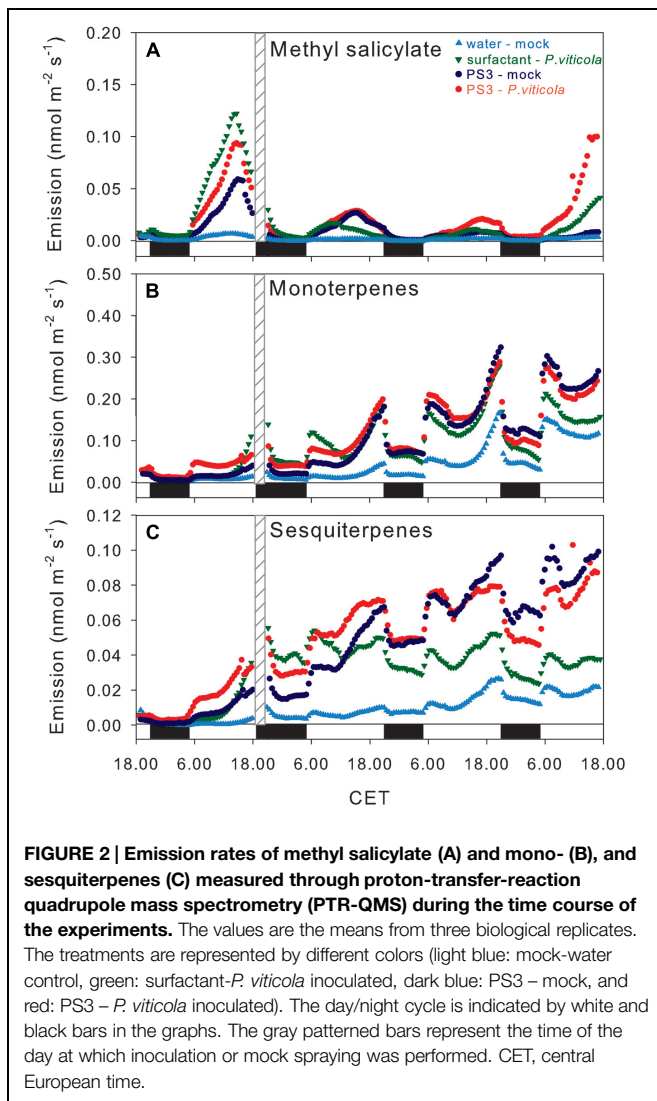 0.20
A
Methyl salicylate
water - mock
surfactant - P.viticola
PS3 - mock
PS3 - P.viticola
0.15
0.10
0.05
0.00
Emission (nmol m⁻² s⁻¹)
0.50
B
Monoterpenes
0.40
0.30
0.20
0.10
0.00
Emission (nmol m⁻² s⁻¹)
0.12
C
Sesquiterpenes
0.10
0.08
0.06
0.04
0.02
0.00
Emission (nmol m⁻² s⁻¹)
18.00 6.00 18.00 6.00 18.00 6.00 18.00 6.00 18.00
CET
FIGURE 2 | Emission rates of methyl salicylate (A) and mono- (B), and
sesquiterpenes (C) measured through proton-transfer-reaction
quadrupole mass spectrometry (PTR-QMS) during the time course of
the experiments. The values are the means from three biological replicates.
The treatments are represented by different colors (light blue: mock-water
control, green: surfactant-P. viticola inoculated, dark blue: PS3 – mock, and
red: PS3 – P. viticola inoculated). The day/night cycle is indicated by white and
black bars in the graphs. The gray patterned bars represent the time of the
day at which inoculation or mock spraying was performed. CET, central
European time.